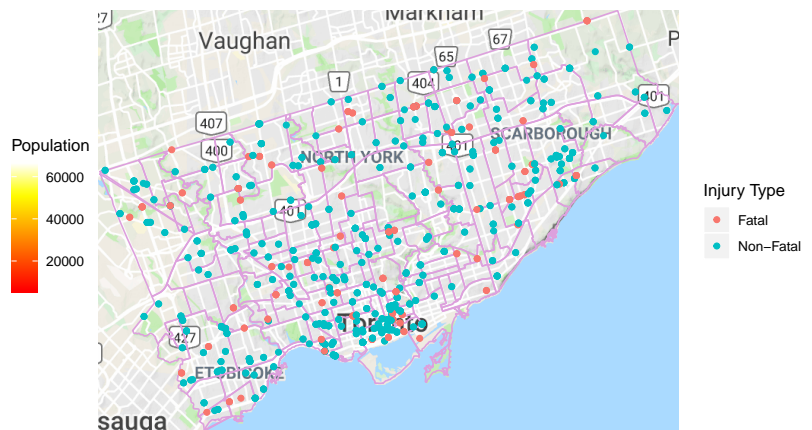 27
Markham
Vaughan
67
65
P
1
404
401
407
400
SCARBOROUGH
401
NORTH YORK
Population
60000
40000
20000
401
Injury Type
Fatal
Non-Fatal
Toronto
427
ETOBICOKE
sauga